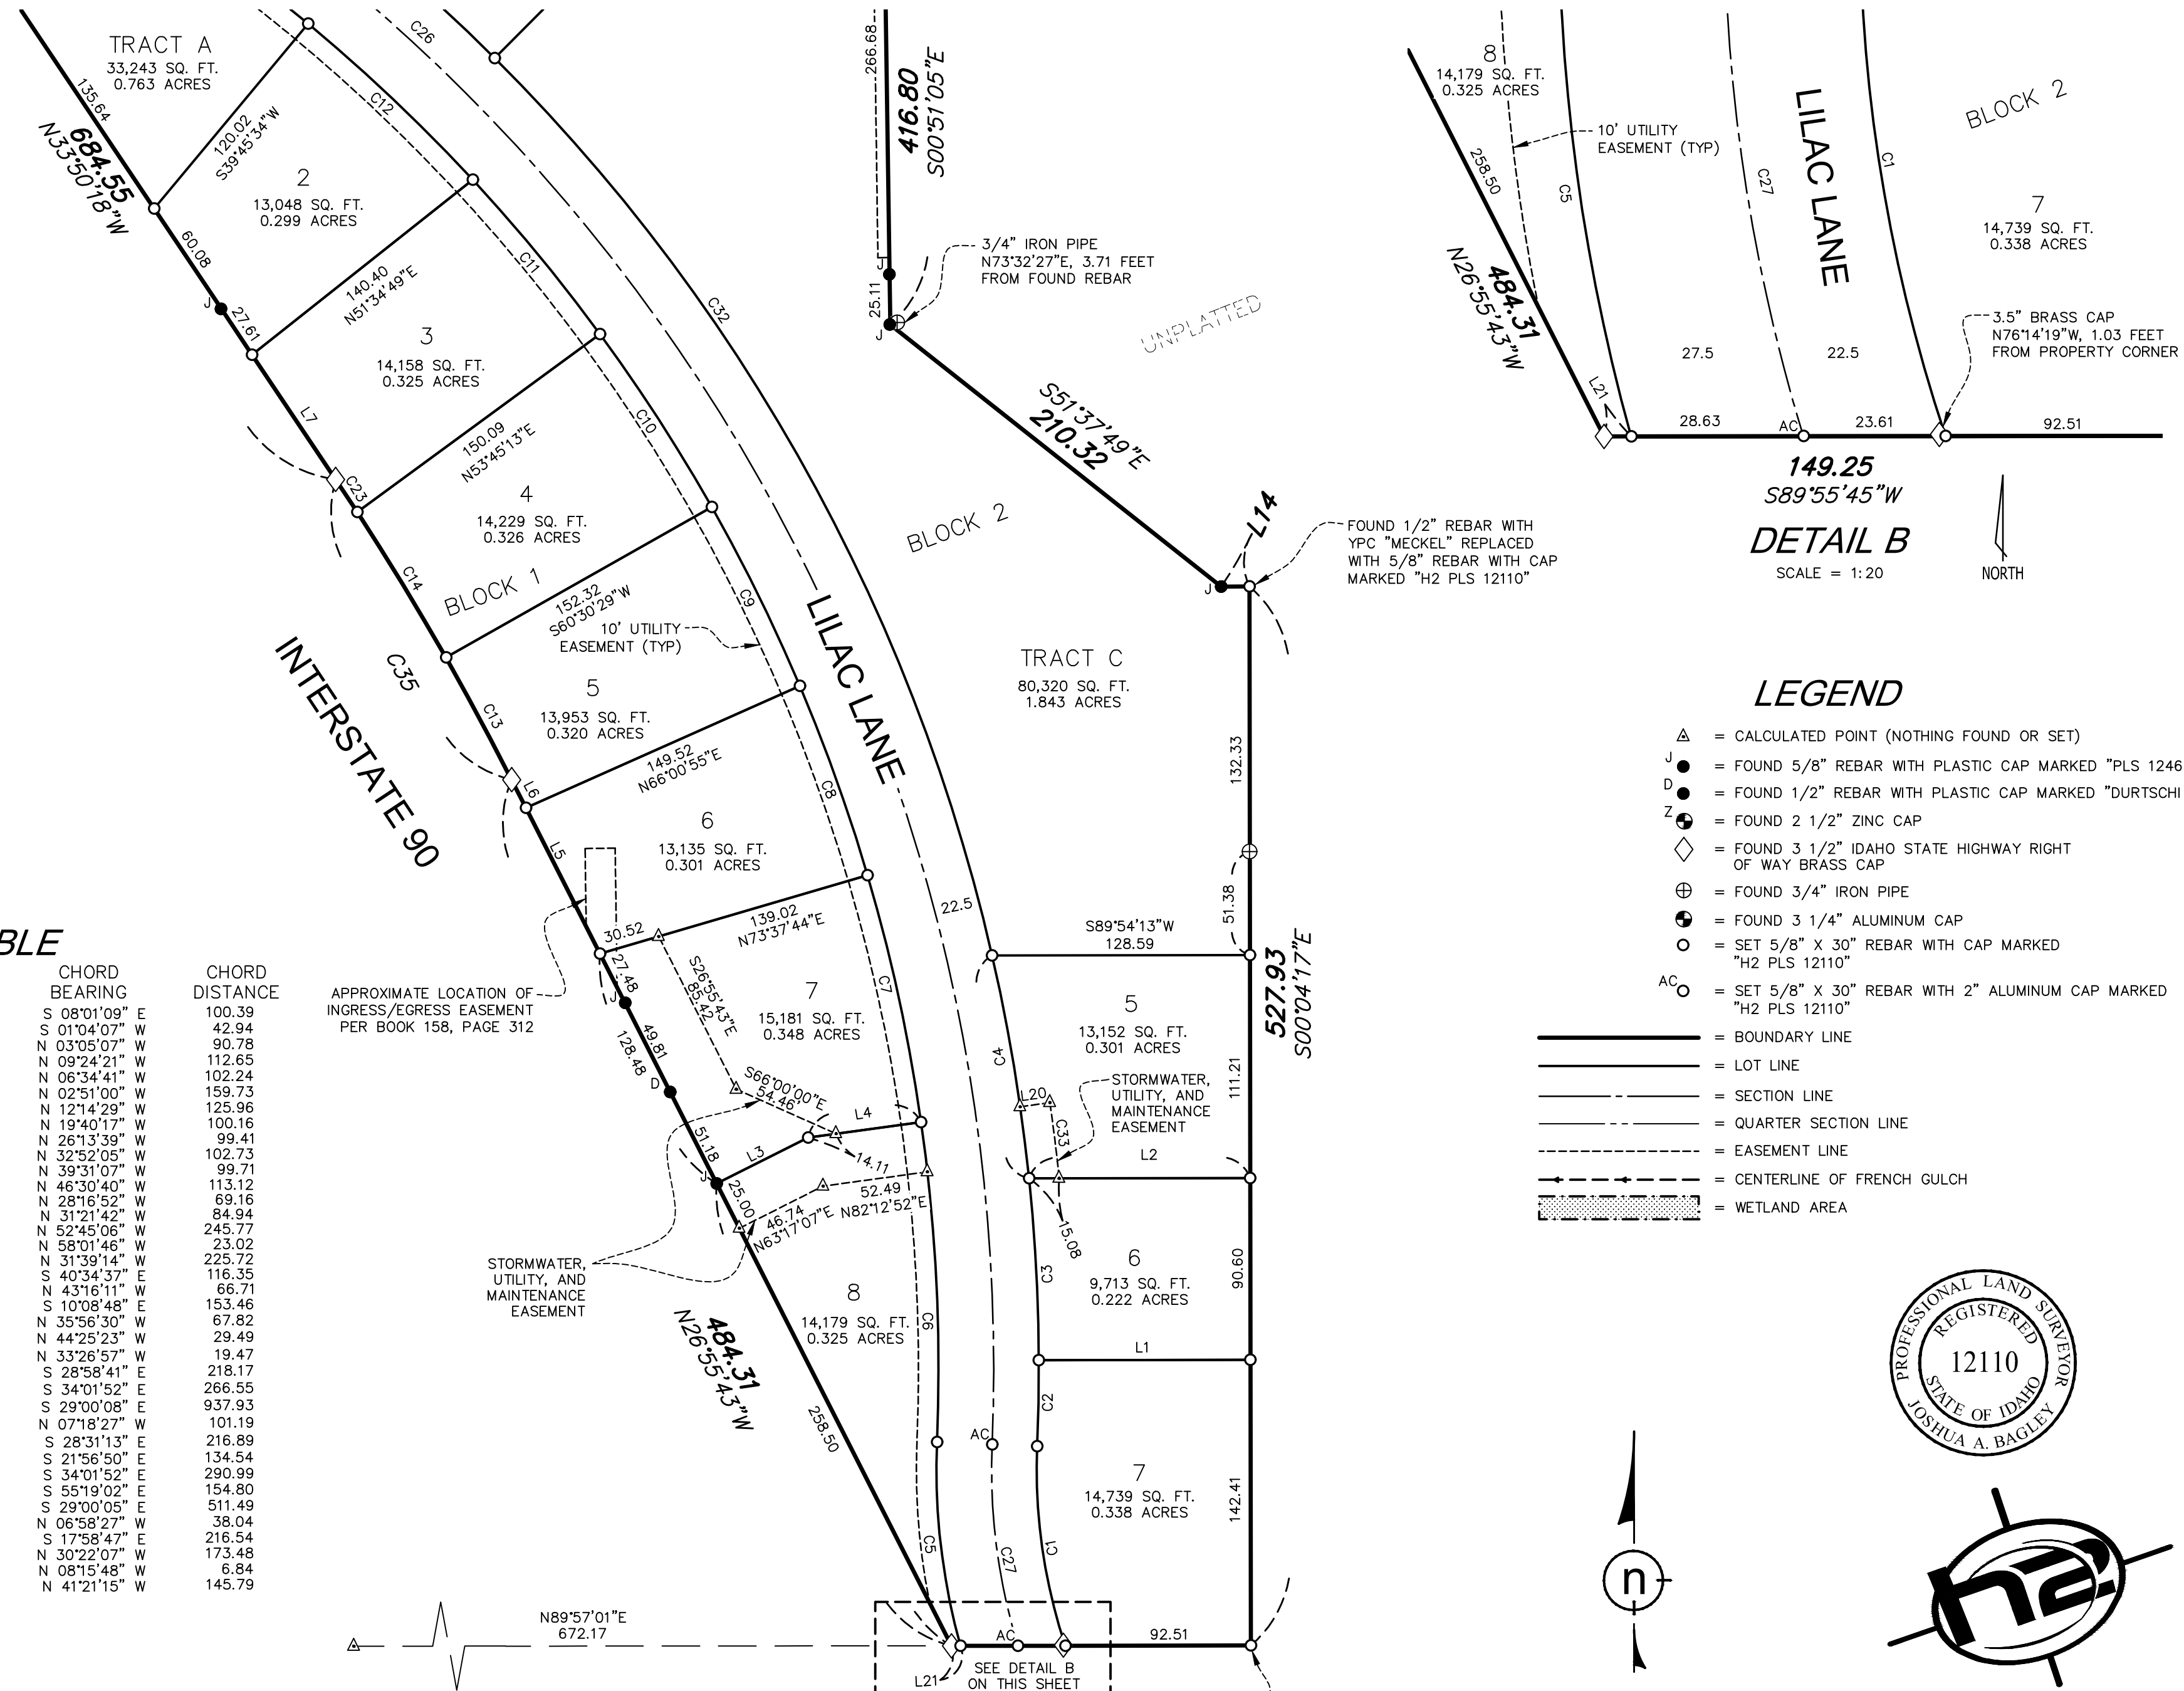 TRACT A
33,243 SQ. FT.
0.763 ACRES
135.64
684.55
N33°50'18"W
120.02
S39°45'34"W
2
13,048 SQ. FT.
0.299 ACRES
60.08
J
27.61
140.40
N51°34'49"E
3
14,158 SQ. FT.
0.325 ACRES
L7
150.09
N53°45'13"E
C23
4
14,229 SQ. FT.
0.326 ACRES
C14
BLOCK 1
152.32
S60°30'29"W
10' UTILITY
EASEMENT (TYP)
C35
INTERSTATE 90
5
13,953 SQ. FT.
0.320 ACRES
C13
149.52
N66°00'55"E
L6
6
13,135 SQ. FT.
0.301 ACRES
L5
30.52
139.02
N73°37'44"E
27.48
J
APPROXIMATE LOCATION OF
INGRESS/EGRESS EASEMENT
PER BOOK 158, PAGE 312
S26°55'43"E
85.42
7
15,181 SQ. FT.
0.348 ACRES
49.81
128.48
D
S66°00'00"E
54.46
L4
51.18
L3
14.11
J
25.00
46.74
N63°17'07"E
52.49
N82°12'52"E
STORMWATER,
UTILITY, AND
MAINTENANCE
EASEMENT
8
14,179 SQ. FT.
0.325 ACRES
484.31
N26°55'43"W
258.50
C26
C12
C11
C10
C9
C8
C7
C6
C5
C32
LILAC LANE
22.5
C4
C3
C2
C1
C27
AC
266.68
416.80
S00°51'05"E
J
25.11
J
3/4" IRON PIPE
N73°32'27"E, 3.71 FEET
FROM FOUND REBAR
UNPLATTED
S51°37'49"E
210.32
BLOCK 2
L14
J
FOUND 1/2" REBAR WITH
YPC "MECKEL" REPLACED
WITH 5/8" REBAR WITH CAP
MARKED "H2 PLS 12110"
TRACT C
80,320 SQ. FT.
1.843 ACRES
132.33
51.38
S89°54'13"W
128.59
527.93
S00°04'17"E
5
13,152 SQ. FT.
0.301 ACRES
111.21
L20
C33
STORMWATER,
UTILITY, AND
MAINTENANCE
EASEMENT
L2
15.08
6
9,713 SQ. FT.
0.222 ACRES
90.60
L1
7
14,739 SQ. FT.
0.338 ACRES
142.41
N89°57'01"E
672.17
AC
92.51
L21
SEE DETAIL B
ON THIS SHEET
BLE
CHORD CHORD
BEARING DISTANCE
S 08°01'09" E 100.39
S 01°04'07" W 42.94
N 03°05'07" W 90.78
N 09°24'21" W 112.65
N 06°34'41" W 102.24
N 02°51'00" W 159.73
N 12°14'29" W 125.96
N 19°40'17" W 100.16
N 26°13'39" W 99.41
N 32°52'05" W 102.73
N 39°31'07" W 99.71
N 46°30'40" W 113.12
N 28°16'52" W 69.16
N 31°21'42" W 84.94
N 52°45'06" W 245.77
N 58°01'46" W 23.02
N 31°39'14" W 225.72
S 40°34'37" E 116.35
N 43°16'11" W 66.71
S 10°08'48" E 153.46
N 35°56'30" W 67.82
N 44°25'23" W 29.49
N 33°26'57" W 19.47
S 28°58'41" E 218.17
S 34°01'52" E 266.55
S 29°00'08" E 937.93
N 07°18'27" W 101.19
S 28°31'13" E 216.89
S 21°56'50" E 134.54
S 34°01'52" E 290.99
S 55°19'02" E 154.80
S 29°00'05" E 511.49
N 06°58'27" W 38.04
S 17°58'47" E 216.54
N 30°22'07" W 173.48
N 08°15'48" W 6.84
N 41°21'15" W 145.79
8
14,179 SQ. FT.
0.325 ACRES
10' UTILITY
EASEMENT (TYP)
258.50
C5
C27
LILAC LANE
C1
BLOCK 2
7
14,739 SQ. FT.
0.338 ACRES
484.31
N26°55'43"W
27.5
22.5
3.5" BRASS CAP
N76°14'19"W, 1.03 FEET
FROM PROPERTY CORNER
L21
28.63
AC
23.61
92.51
149.25
S89°55'45"W
DETAIL B
SCALE = 1:20
NORTH
LEGEND
= CALCULATED POINT (NOTHING FOUND OR SET)
J = FOUND 5/8" REBAR WITH PLASTIC CAP MARKED "PLS 1246
D = FOUND 1/2" REBAR WITH PLASTIC CAP MARKED "DURTSCHI
Z = FOUND 2 1/2" ZINC CAP
= FOUND 3 1/2" IDAHO STATE HIGHWAY RIGHT
OF WAY BRASS CAP
= FOUND 3/4" IRON PIPE
= FOUND 3 1/4" ALUMINUM CAP
= SET 5/8" X 30" REBAR WITH CAP MARKED
"H2 PLS 12110"
AC = SET 5/8" X 30" REBAR WITH 2" ALUMINUM CAP MARKED
"H2 PLS 12110"
= BOUNDARY LINE
= LOT LINE
= SECTION LINE
= QUARTER SECTION LINE
= EASEMENT LINE
= CENTERLINE OF FRENCH GULCH
= WETLAND AREA
PROFESSIONAL LAND SURVEYOR
REGISTERED
12110
STATE OF IDAHO
JOSHUA A. BAGLEY
n
h2